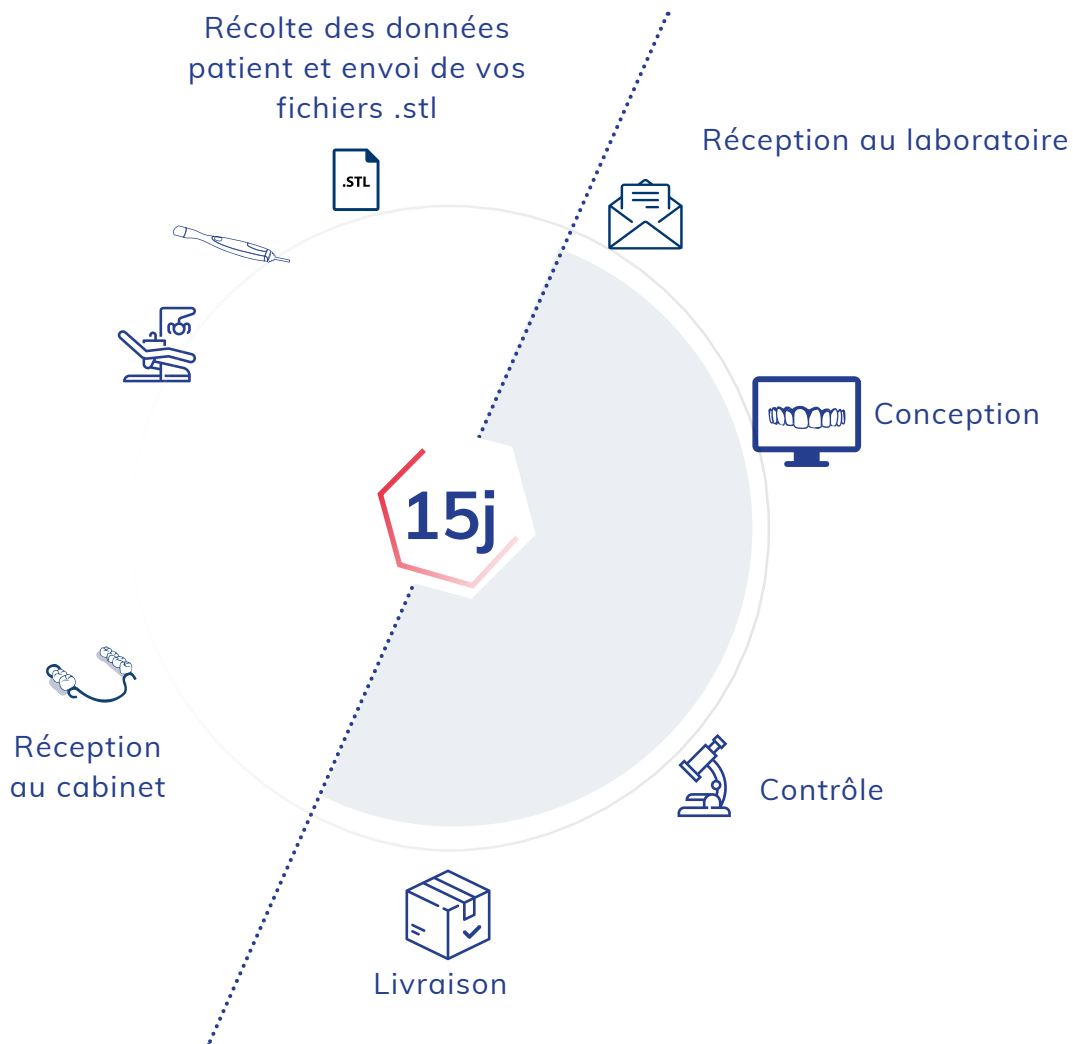 Récolte des données
patient et envoi de vos
fichiers .stl
.STL
Réception au laboratoire
Conception
15j
Contrôle
Livraison
Réception
au cabinet